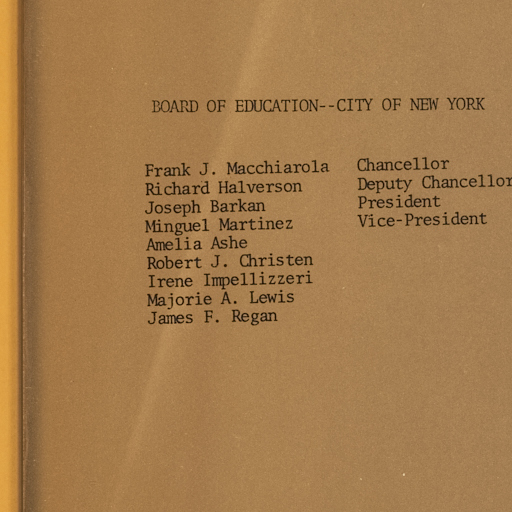 BOARD OF EDUCATION--CITY OF NEW YORK
Frank J. Macchiarola Chancellor
Richard Halverson Deputy Chancellor
Joseph Barkan President
Minguel Martinez Vice-President
Amelia Ashe
Robert J. Christen
Irene Impellizzeri
Majorie A. Lewis
James F. Regan